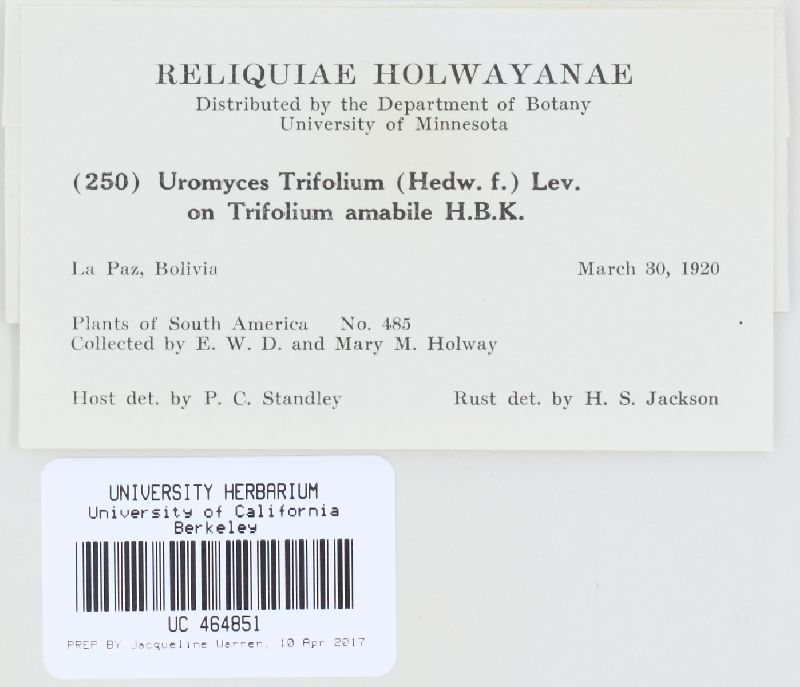 RELIQUIAE HOLWAYANAE
Distributed by the Department of Botany
University of Minnesota
(250) Uromyces Trifolium (Hedw. f.) Lev.
on Trifolium amabile H.B.K.
La Paz, Bolivia March 30, 1920
Plants of South America No. 485
Collected by E. W. D. and Mary M. Holway
Host det. by P. C. Standley Rust det. by H. S. Jackson
UNIVERSITY HERBARIUM
University of California
Berkeley
UC 464851
PREP BY Jacqueline Warren, 10 Apr 2017